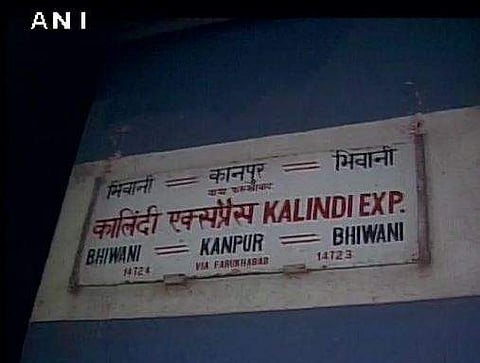 ANI
भिवानी = कानपुर = भिवानी
वाया फरुखाबाद
कालिंदी एक्सप्रैस KALINDI EXP.
BHIWANI = KANPUR = BHIWANI
14724 VIA FARUKHABAD 14723